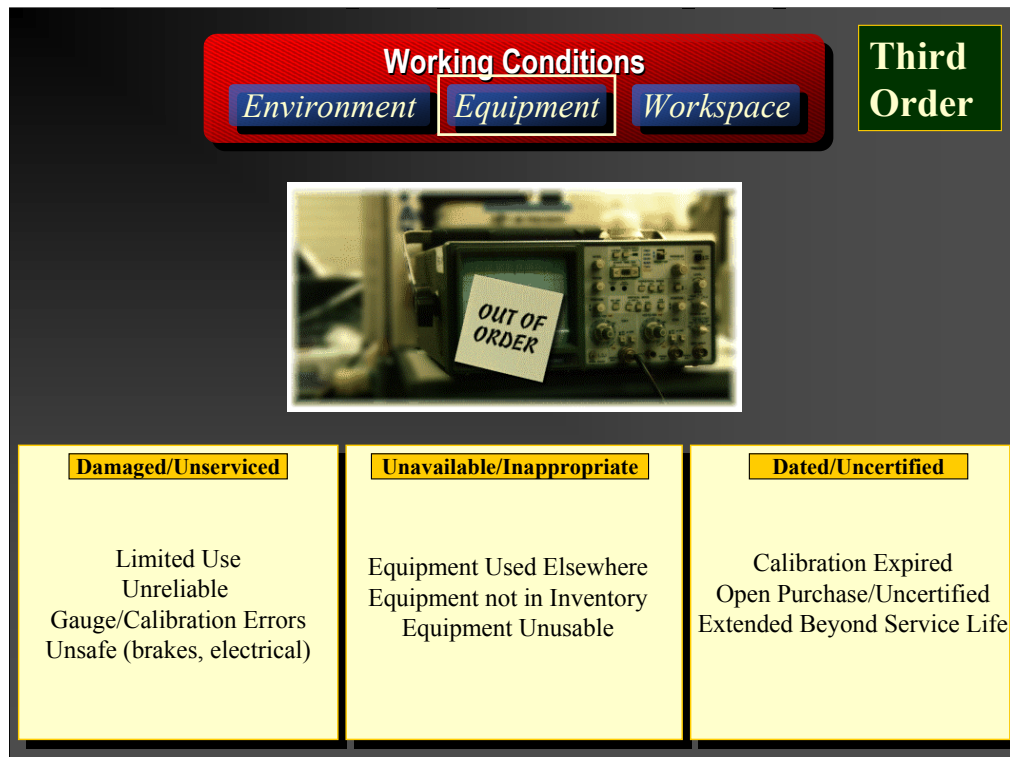 Working Conditions
Third
Order
Environment Equipment Workspace
OUT OF
ORDER
Damaged/Unserviced
Limited Use
Unreliable
Gauge/Calibration Errors
Unsafe (brakes, electrical)
Unavailable/Inappropriate
Equipment Used Elsewhere
Equipment not in Inventory
Equipment Unusable
Dated/Uncertified
Calibration Expired
Open Purchase/Uncertified
Extended Beyond Service Life